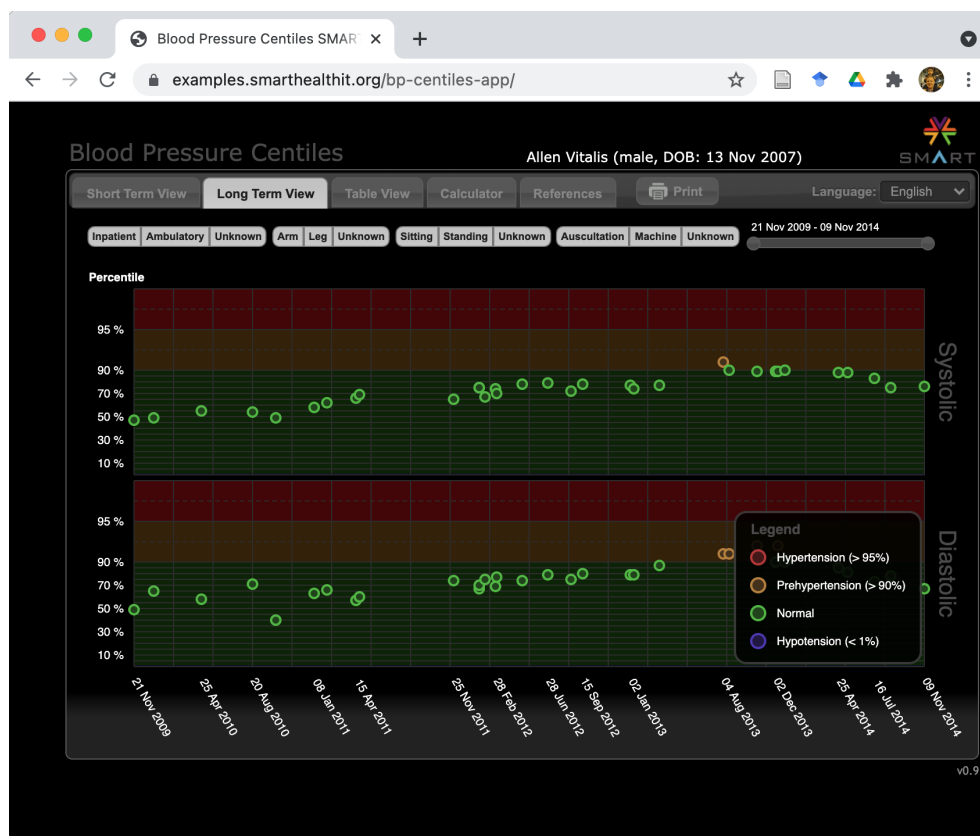 Blood Pressure Centiles SMAR
examples.smarthealthit.org/bp-centiles-app/
Blood Pressure Centiles
Allen Vitalis (male, DOB: 13 Nov 2007)
SMART
Short Term View Long Term View Table View Calculator References Print Language: English
Inpatient Ambulatory Unknown Arm Leg Unknown Sitting Standing Unknown Auscultation Machine Unknown
21 Nov 2009 - 09 Nov 2014
Percentile
95 %
90 %
70 %
50 %
30 %
10 %
Systolic
95 %
90 %
70 %
50 %
30 %
10 %
Diastolic
Legend
Hypertension (> 95%)
Prehypertension (> 90%)
Normal
Hypotension (< 1%)
21 Nov 2009
25 Apr 2010
20 Aug 2010
08 Jan 2011
15 Apr 2011
25 Nov 2011
28 Feb 2012
28 Jun 2012
15 Sep 2012
02 Jan 2013
04 Aug 2013
02 Dec 2013
25 Apr 2014
16 Jul 2014
09 Nov 2014
v0.9